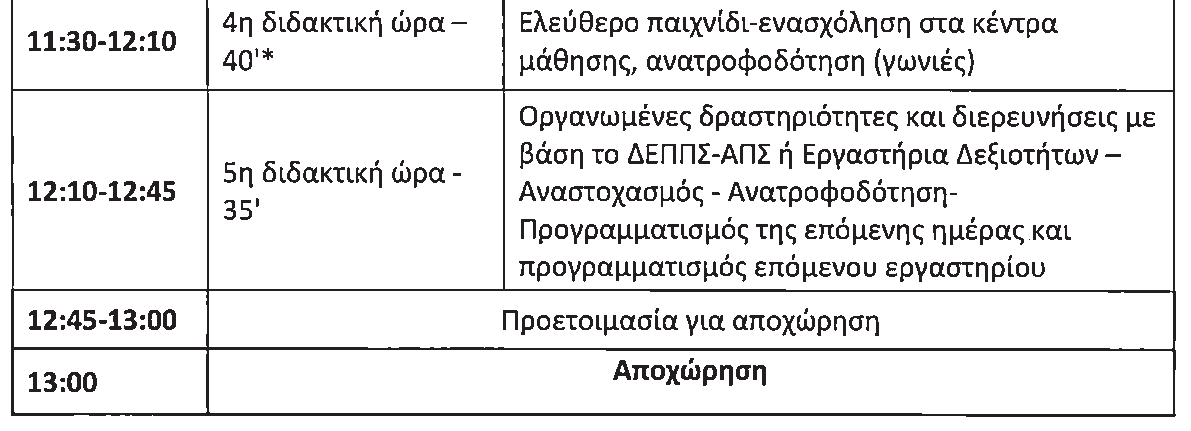 11:30-12:10
4η διδακτική ώρα –
40'*
Ελεύθερο παιχνίδι-ενασχόληση στα κέντρα
μάθησης, ανατροφοδότηση (γωνιές)
12:10-12:45
5η διδακτική ώρα -
35'
Οργανωμένες δραστηριότητες και διερευνήσεις με
βάση το ΔΕΠΠΣ-ΑΠΣ ή Εργαστήρια Δεξιοτήτων –
Αναστοχασμός - Ανατροφοδότηση-
Προγραμματισμός της επόμενης ημέρας και
προγραμματισμός επόμενου εργαστηρίου
12:45-13:00
Προετοιμασία για αποχώρηση
13:00
Αποχώρηση